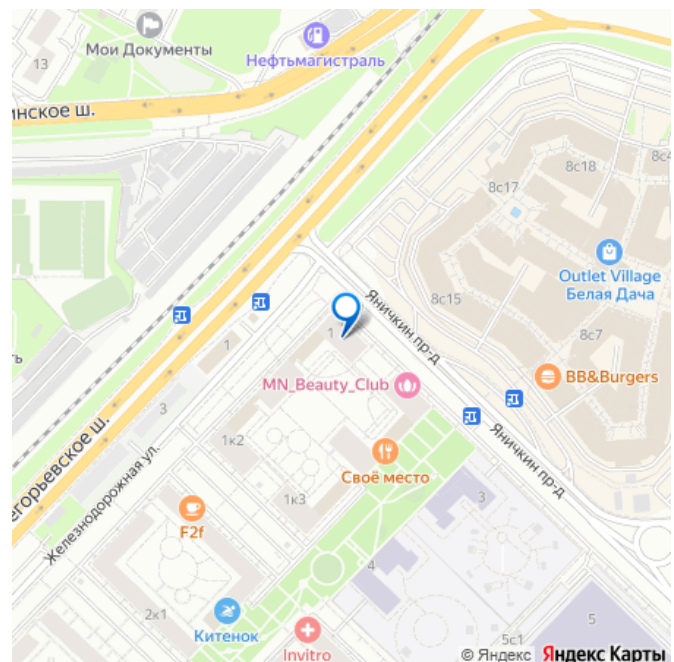 Мои Документы
13
Нефтьмагистраль
инское ш.
8с18
8с4
8с17
Outlet Village
Белая Дача
Яничкин пр-д
8с15
1
8с7
1
BB&Burgers
MN_Beauty_Club
3
егорьевское ш.
1к2
Яничкин пр-д
Своё место
Железнодорожная ул.
1к3
3
F2f
4
2к1
Китенок
5
Invitro
5с1
© Яндекс Яндекс Карты